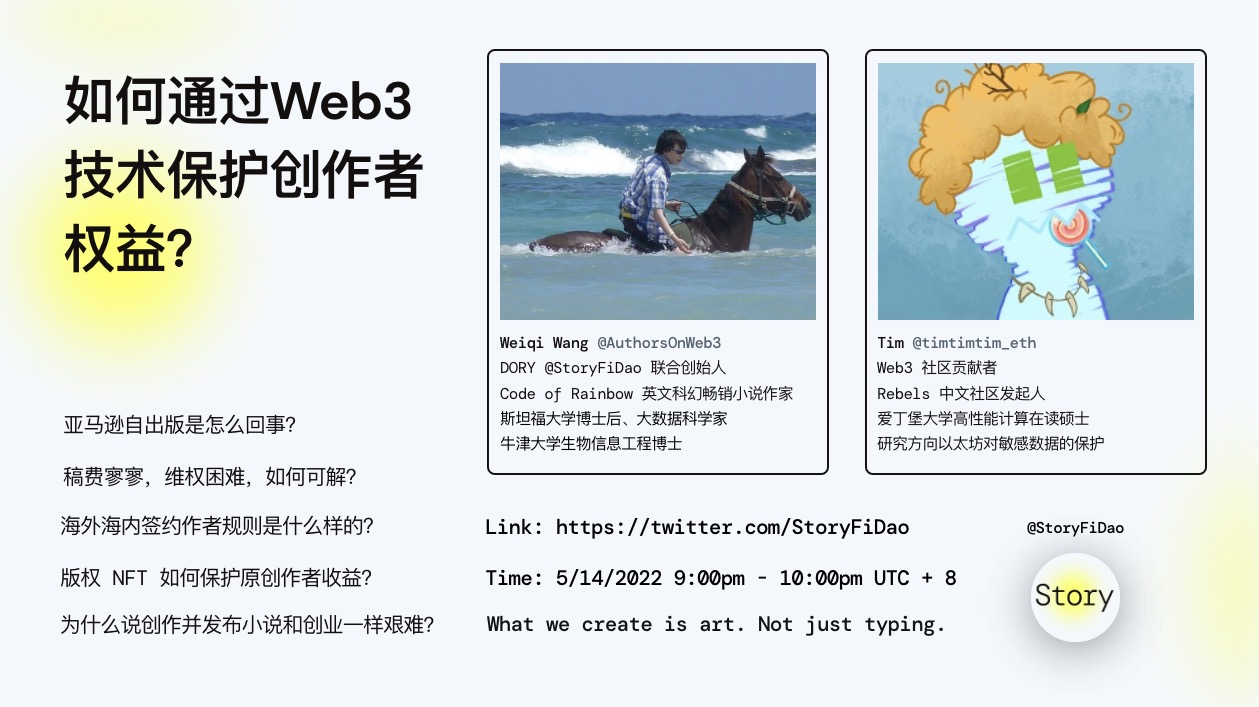 如何通过Web3
技术保护创作者
权益?
亚马逊自出版是怎么回事?
稿费寥寥，维权困难，如何可解?
海外海内签约作者规则是什么样的?
版权 NFT 如何保护原创作者收益?
为什么说创作并发布小说和创业一样艰难?
Weiqi Wang @AuthorsOnWeb3
DORY @StoryFiDao 联合创始人
Code of Rainbow 英文科幻畅销小说作家
斯坦福大学博士后、大数据科学家
牛津大学生物信息工程博士
Tim @timtimtim_eth
Web3 社区贡献者
Rebels 中文社区发起人
爱丁堡大学高性能计算在读硕士
研究方向以太坊对敏感数据的保护
Link: https://twitter.com/StoryFiDao
Time: 5/14/2022 9:00pm - 10:00pm UTC + 8
What we create is art. Not just typing.
@StoryFiDao
Story